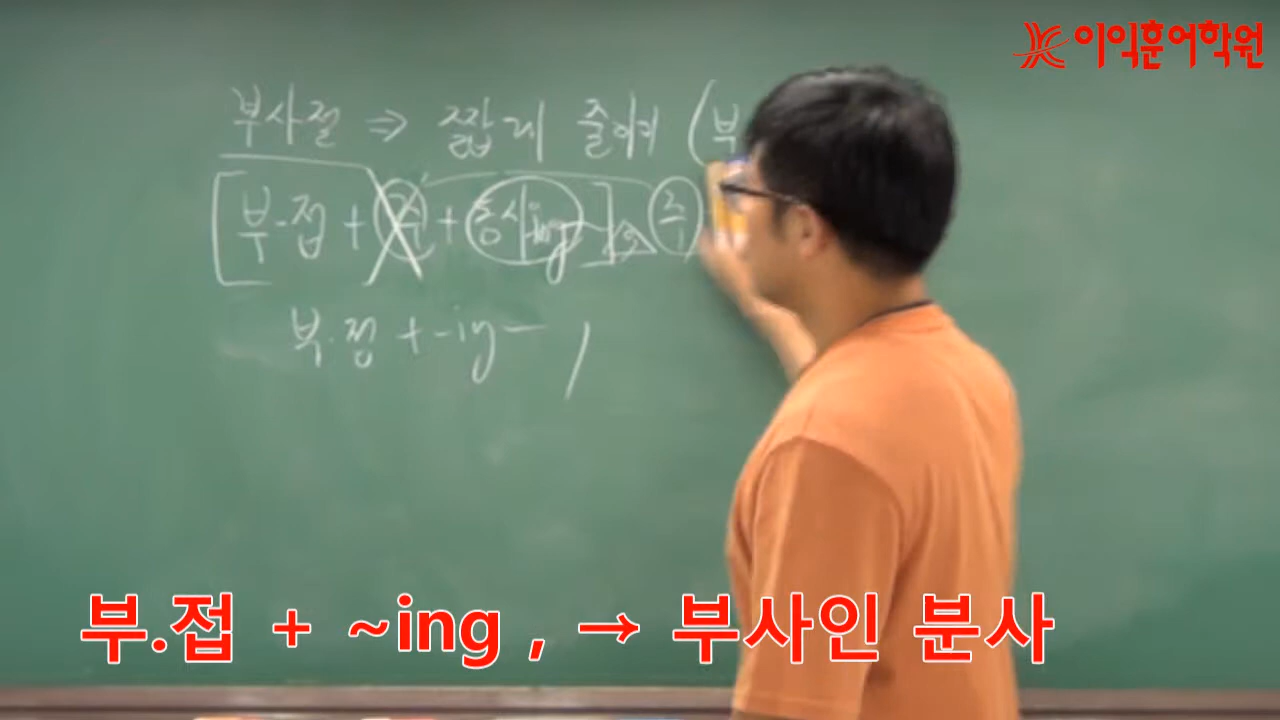 이익훈어학원
부사절 ⇒ 짧게 줄여 (부
[부·접 + 주 + 동사ing ] 주
부.접 + -ing ,
부.접 + ~ing , → 부사인 분사